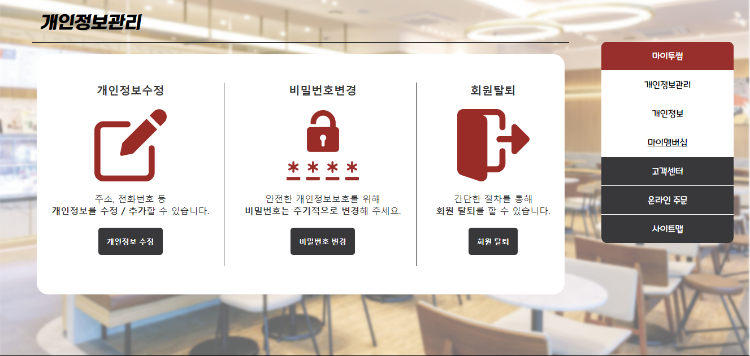 개인정보관리
개인정보수정
주소, 전화번호 등
개인정보를 수정 / 추가할 수 있습니다.
개인정보 수정
비밀번호변경
* * * *
안전한 개인정보보호를 위해
비밀번호는 주기적으로 변경해 주세요.
비밀번호 변경
회원탈퇴
간단한 절차를 통해
회원 탈퇴를 할 수 있습니다.
회원 탈퇴
마이투썸
개인정보관리
개인정보
마이멤버십
고객센터
온라인 주문
사이트맵